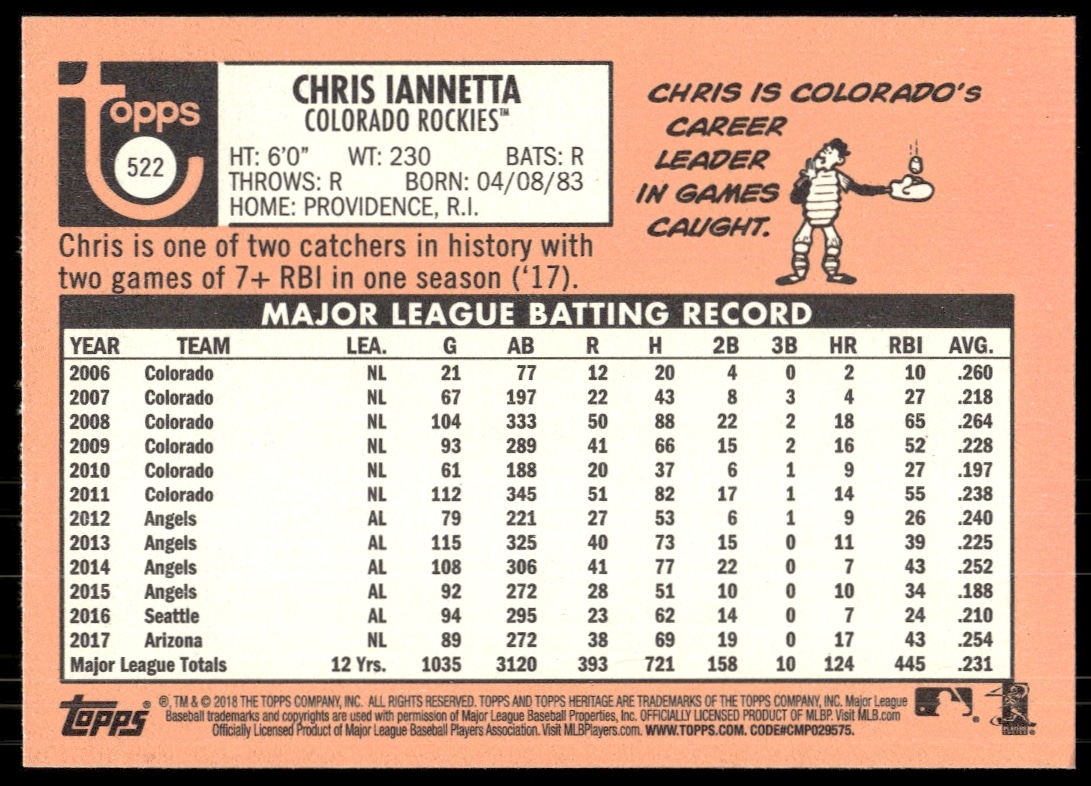 topps
522
CHRIS IANNETTA
COLORADO ROCKIES™
HT: 6'0" WT: 230 BATS: R
THROWS: R BORN: 04/08/83
HOME: PROVIDENCE, R.I.
CHRIS IS COLORADO'S
CAREER
LEADER
IN GAMES
CAUGHT.
Chris is one of two catchers in history with
two games of 7+ RBI in one season ('17).
MAJOR LEAGUE BATTING RECORD
YEAR TEAM LEA. G AB R H 2B 3B HR RBI AVG.
2006 Colorado NL 21 77 12 20 4 0 2 10 .260
2007 Colorado NL 67 197 22 43 8 3 4 27 .218
2008 Colorado NL 104 333 50 88 22 2 18 65 .264
2009 Colorado NL 93 289 41 66 15 2 16 52 .228
2010 Colorado NL 61 188 20 37 6 1 9 27 .197
2011 Colorado NL 112 345 51 82 17 1 14 55 .238
2012 Angels AL 79 221 27 53 6 1 9 26 .240
2013 Angels AL 115 325 40 73 15 0 11 39 .225
2014 Angels AL 108 306 41 77 22 0 7 43 .252
2015 Angels AL 92 272 28 51 10 0 10 34 .188
2016 Seattle AL 94 295 23 62 14 0 7 24 .210
2017 Arizona NL 89 272 38 69 19 0 17 43 .254
Major League Totals 12 Yrs. 1035 3120 393 721 158 10 124 445 .231
topps®
®, TM & © 2018 THE TOPPS COMPANY, INC. ALL RIGHTS RESERVED. TOPPS AND TOPPS HERITAGE ARE TRADEMARKS OF THE TOPPS COMPANY, INC. Major League
Baseball trademarks and copyrights are used with permission of Major League Baseball Properties, Inc. OFFICIALLY LICENSED PRODUCT OF MLBP. Visit MLB.com
Officially Licensed Product of Major League Baseball Players Association. Visit MLBPlayers.com. WWW.TOPPS.COM. CODE#CMP029575.